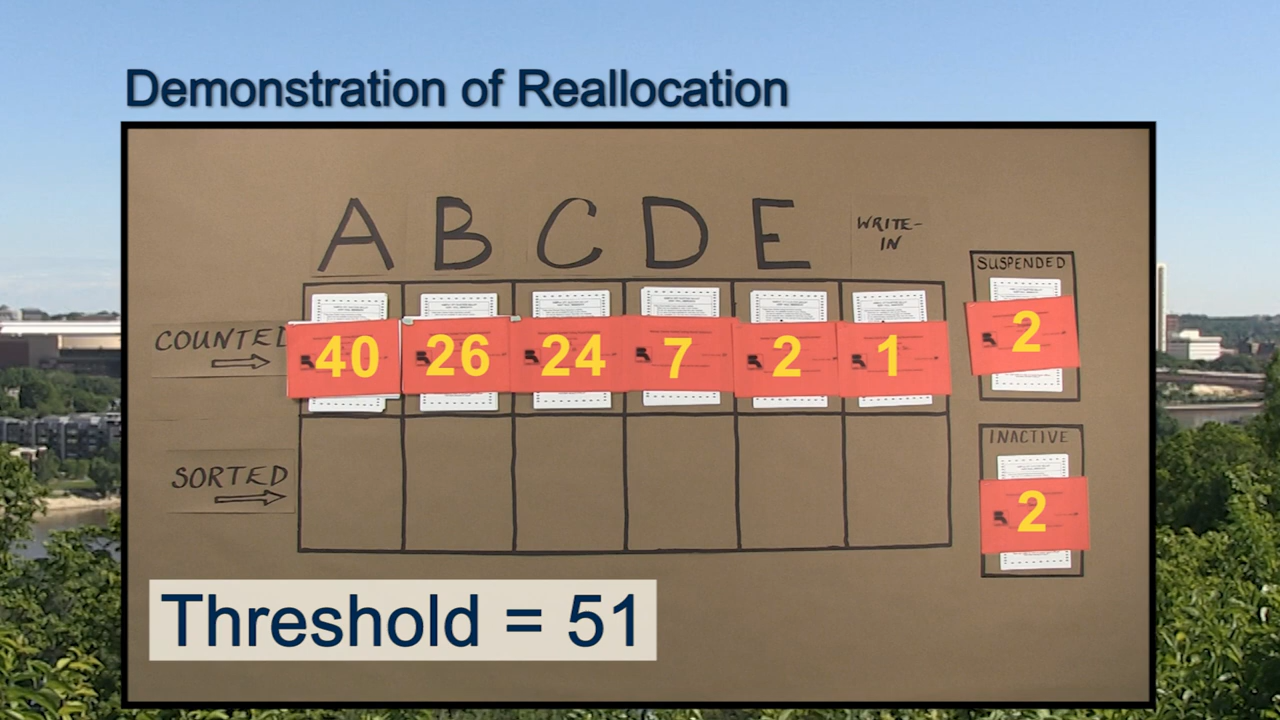 Demonstration of Reallocation
A B C D E WRITE-
IN
SUSPENDED
COUNTED 40 26 24 7 2 1 2
INACTIVE
SORTED
2
Threshold = 51